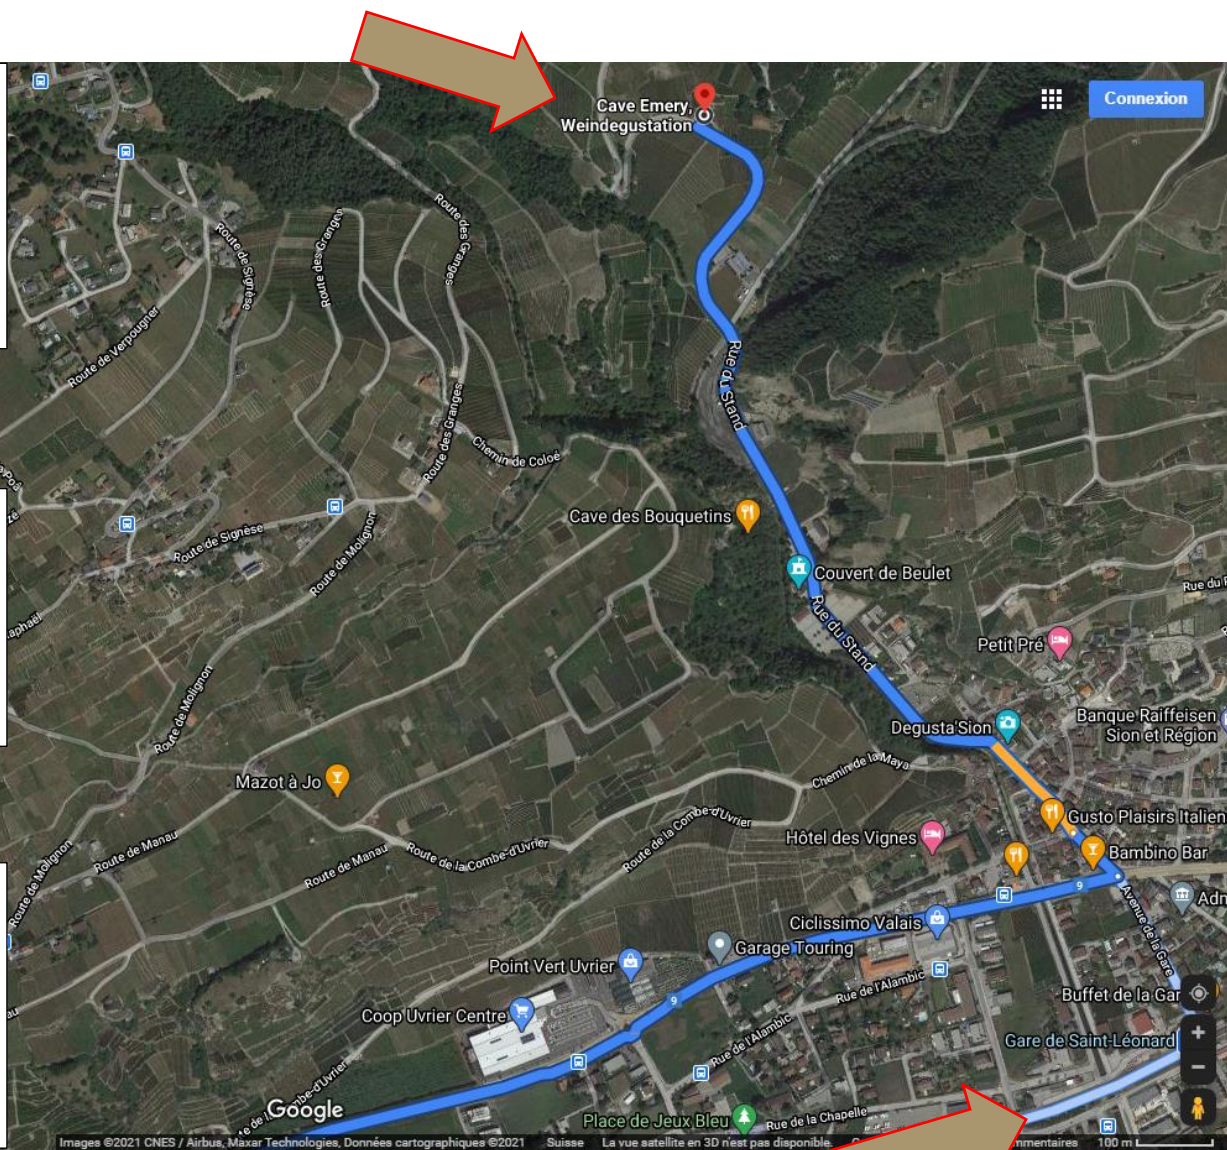 Connexion
Cave Emery,
Weindegustation
Route des Granges
Route de Signèse
Route des Granges
Route de Verpougner
Rue du Stand
Route des Granges
Chemin de Coloé
Cave des Bouquetins
Route de Signèse
Route de Molignon
Couvert de Beulet
Rue du Stand
Petit Pré
Route de Molignon
Degusta'Sion
Banque Raiffeisen
Sion et Région
Chemin de la Maya
Mazot à Jo
Route de la Combe-d'Uvrier
Gusto Plaisirs Italien
Hôtel des Vignes
Route de Manau
Route de la Combe-d'Uvrier
Route de Manau
Bambino Bar
Route de Molignon
9
Avenue de la Gare
Ciclissimo Valais
Garage Touring
Point Vert Uvrier
9
Rue de l'Alambic
Buffet de la Gar
Coop Uvrier Centre
Rue de l'Alambic
Gare de Saint-Léonard
Google
Place de Jeux Bleu
Rue de la Chapelle
Images ©2021 CNES / Airbus, Maxar Technologies, Données cartographiques ©2021 Suisse La vue satellite en 3D n'est pas disponible. 100 m